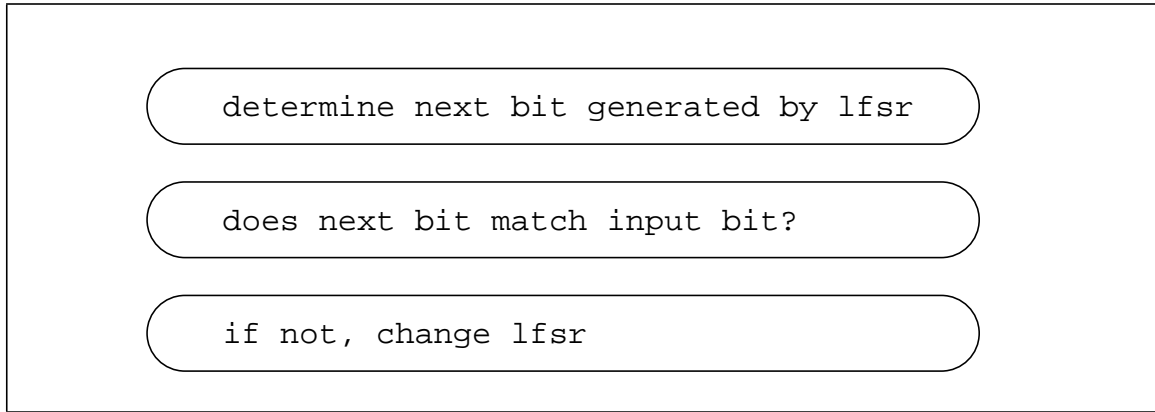 determine next bit generated by lfsr
does next bit match input bit?
if not, change lfsr